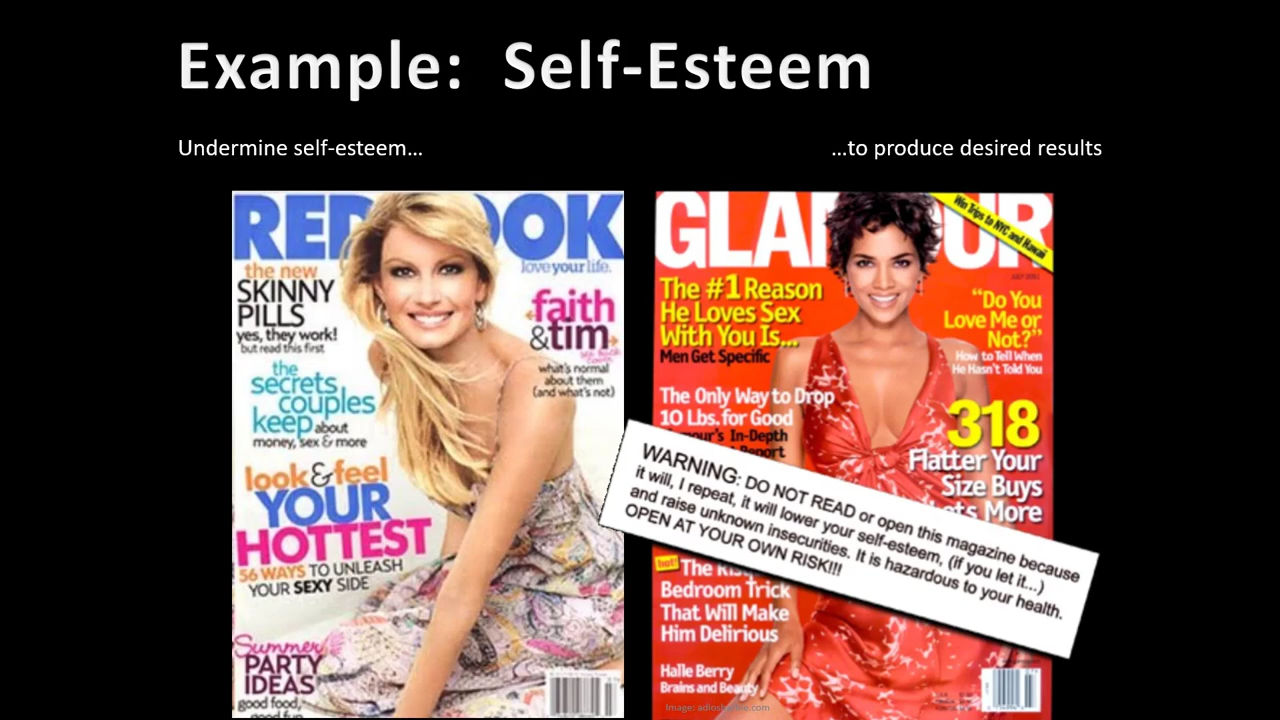 Example: Self-Esteem
Undermine self-esteem…
…to produce desired results
REDBOOK
love your life.
the new
SKINNY
PILLS
yes, they work!
but read this first
the
secrets
couples
keep about
money, sex & more
look & feel
YOUR
HOTTEST
56 WAYS TO UNLEASH
YOUR SEXY SIDE
Summer
PARTY
IDEAS
good food,
good fun
faith
& tim
what's normal
about them
(and what's not)
GLAMOUR
Win Trips to NYC and Hawaii
The #1 Reason
He Loves Sex
With You Is...
Men Get Specific
The Only Way to Drop
10 Lbs. for Good
In-Depth
Report
"Do You
Love Me or
Not?"
How to Tell When
He Hasn't Told You
318
Flatter Your
Size Buys
More
WARNING: DO NOT READ or open this magazine because
it will, I repeat, it will lower your self-esteem, (if you let it...)
and raise unknown insecurities. It is hazardous to your health.
OPEN AT YOUR OWN RISK!!!
hot!
The
Bedroom Trick
That Will Make
Him Delirious
Halle Berry
Brains and Beauty